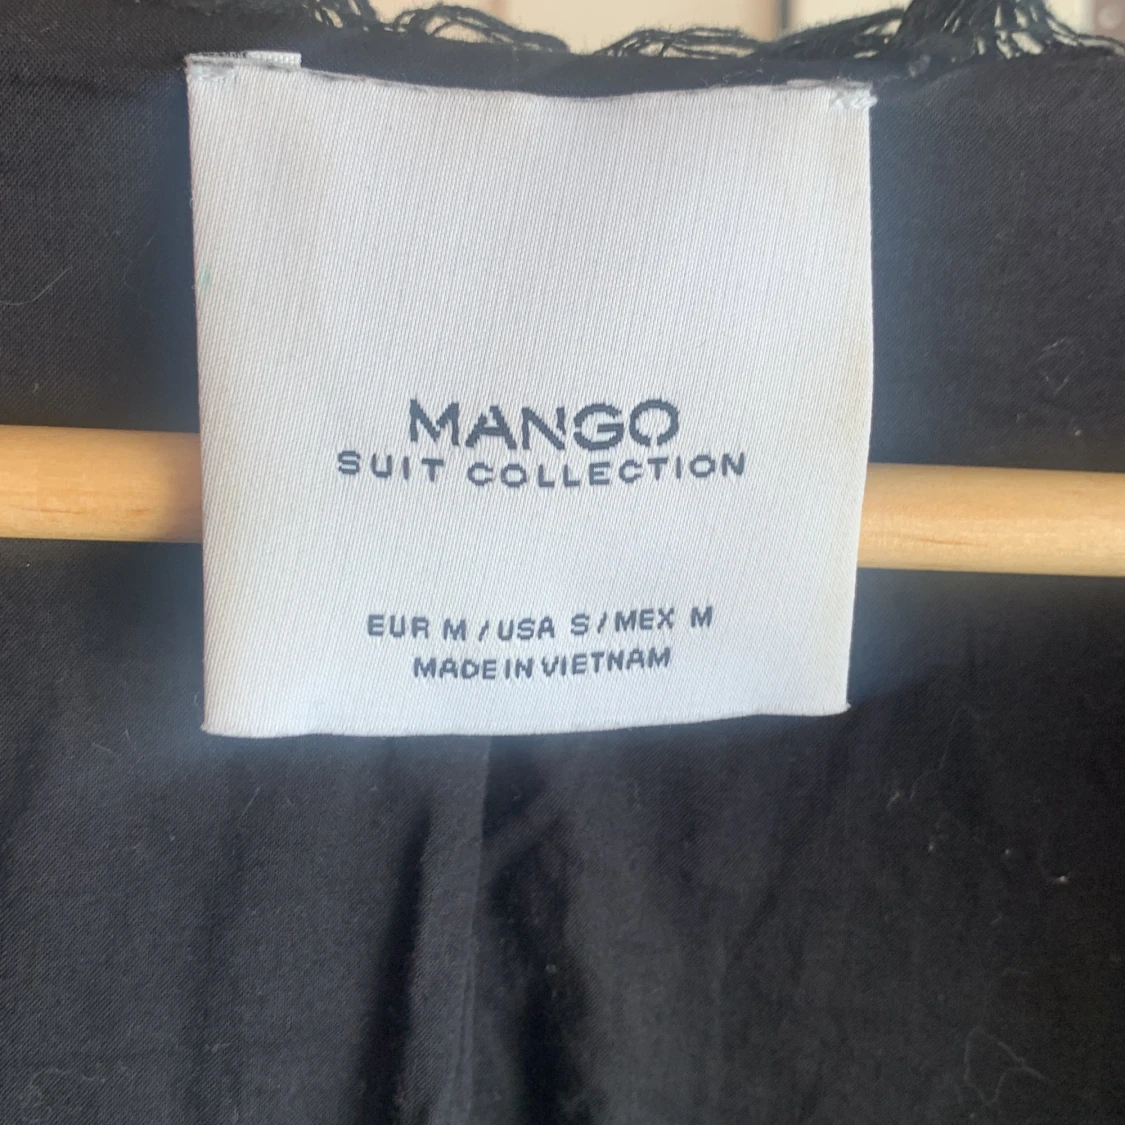 MANGO
SUIT COLLECTION
EUR M / USA S / MEX M
MADE IN VIETNAM